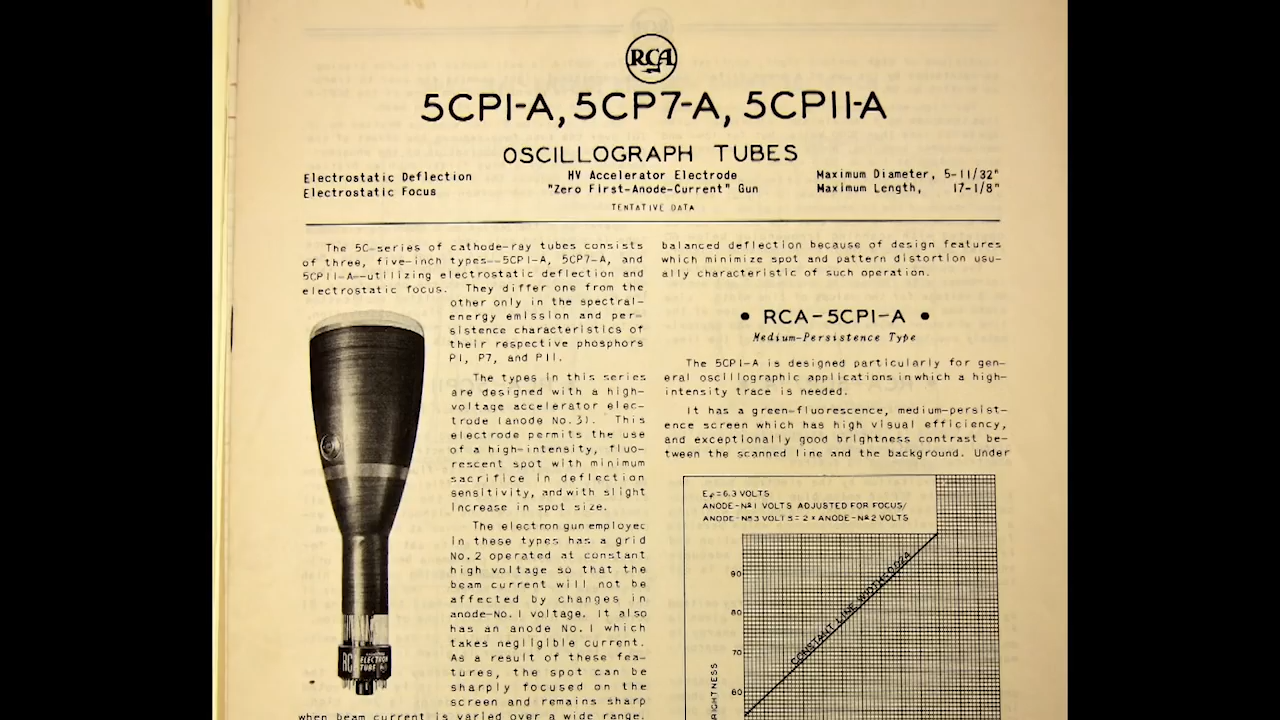 RCA
5CP1-A, 5CP7-A, 5CP11-A
OSCILLOGRAPH TUBES
Electrostatic Deflection
Electrostatic Focus
HV Accelerator Electrode
"Zero First-Anode-Current" Gun
Maximum Diameter, 5-11/32"
Maximum Length, 17-1/8"
TENTATIVE DATA
The 5C-series of cathode-ray tubes consists
of three, five-inch types--5CP1-A, 5CP7-A, and
5CP11-A--utilizing electrostatic deflection and
electrostatic focus. They differ one from the
other only in the spectral-
energy emission and per-
sistence characteristics of
their respective phosphors
P1, P7, and P11.
The types in this series
are designed with a high-
voltage accelerator elec-
trode (anode No.3). This
electrode permits the use
of a high-intensity, fluo-
rescent spot with minimum
sacrifice in deflection
sensitivity, and with slight
increase in spot size.
The electron gun employed
in these types has a grid
No.2 operated at constant
high voltage so that the
beam current will not be
affected by changes in
anode-No.1 voltage. It also
has an anode No.1 which
takes negligible current.
As a result of these fea-
tures, the spot can be
sharply focused on the
screen and remains sharp
when beam current is varied over a wide range.
RCA
ELECTRON
TUBE
balanced deflection because of design features
which minimize spot and pattern distortion usu-
ally characteristic of such operation.
• RCA-5CP1-A •
Medium-Persistence Type
The 5CP1-A is designed particularly for gen-
eral oscillographic applications in which a high-
intensity trace is needed.
It has a green-fluorescence, medium-persist-
ence screen which has high visual efficiency,
and exceptionally good brightness contrast be-
tween the scanned line and the background. Under
Ef=6.3 VOLTS
ANODE-Nº1 VOLTS ADJUSTED FOR FOCUS
ANODE-Nº3 VOLTS = 2 × ANODE-Nº2 VOLTS
CONSTANT LINE WIDTH
90
80
70
60
BRIGHTNESS